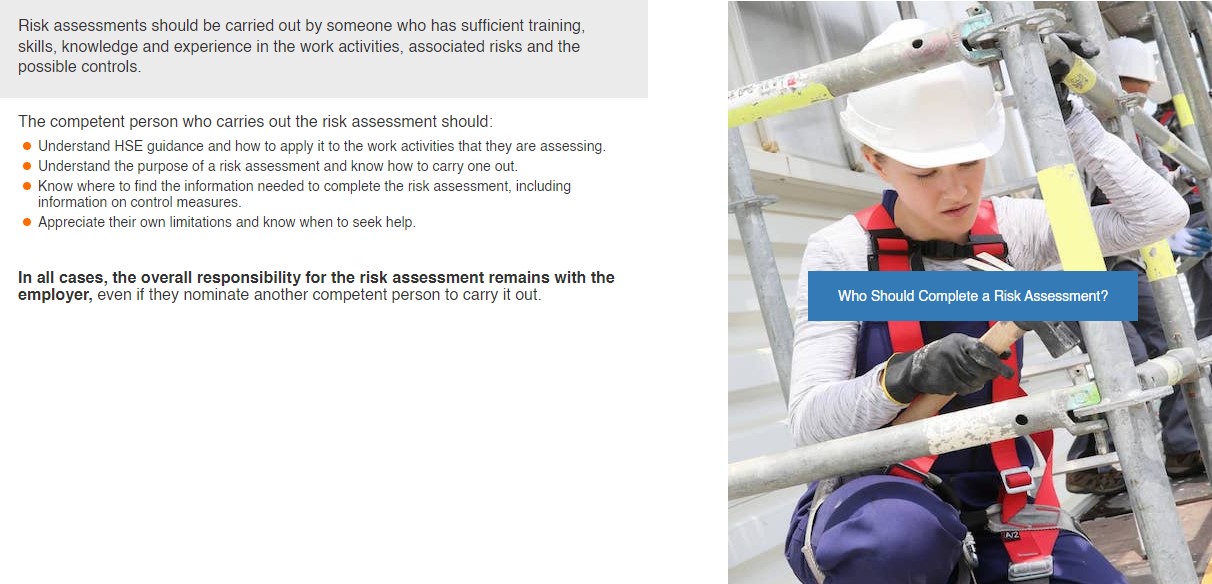 Risk assessments should be carried out by someone who has sufficient training,
skills, knowledge and experience in the work activities, associated risks and the
possible controls.
The competent person who carries out the risk assessment should:
Understand HSE guidance and how to apply it to the work activities that they are assessing.
Understand the purpose of a risk assessment and know how to carry one out.
Know where to find the information needed to complete the risk assessment, including
information on control measures.
Appreciate their own limitations and know when to seek help.
In all cases, the overall responsibility for the risk assessment remains with the
employer, even if they nominate another competent person to carry it out.
Who Should Complete a Risk Assessment?
A/2